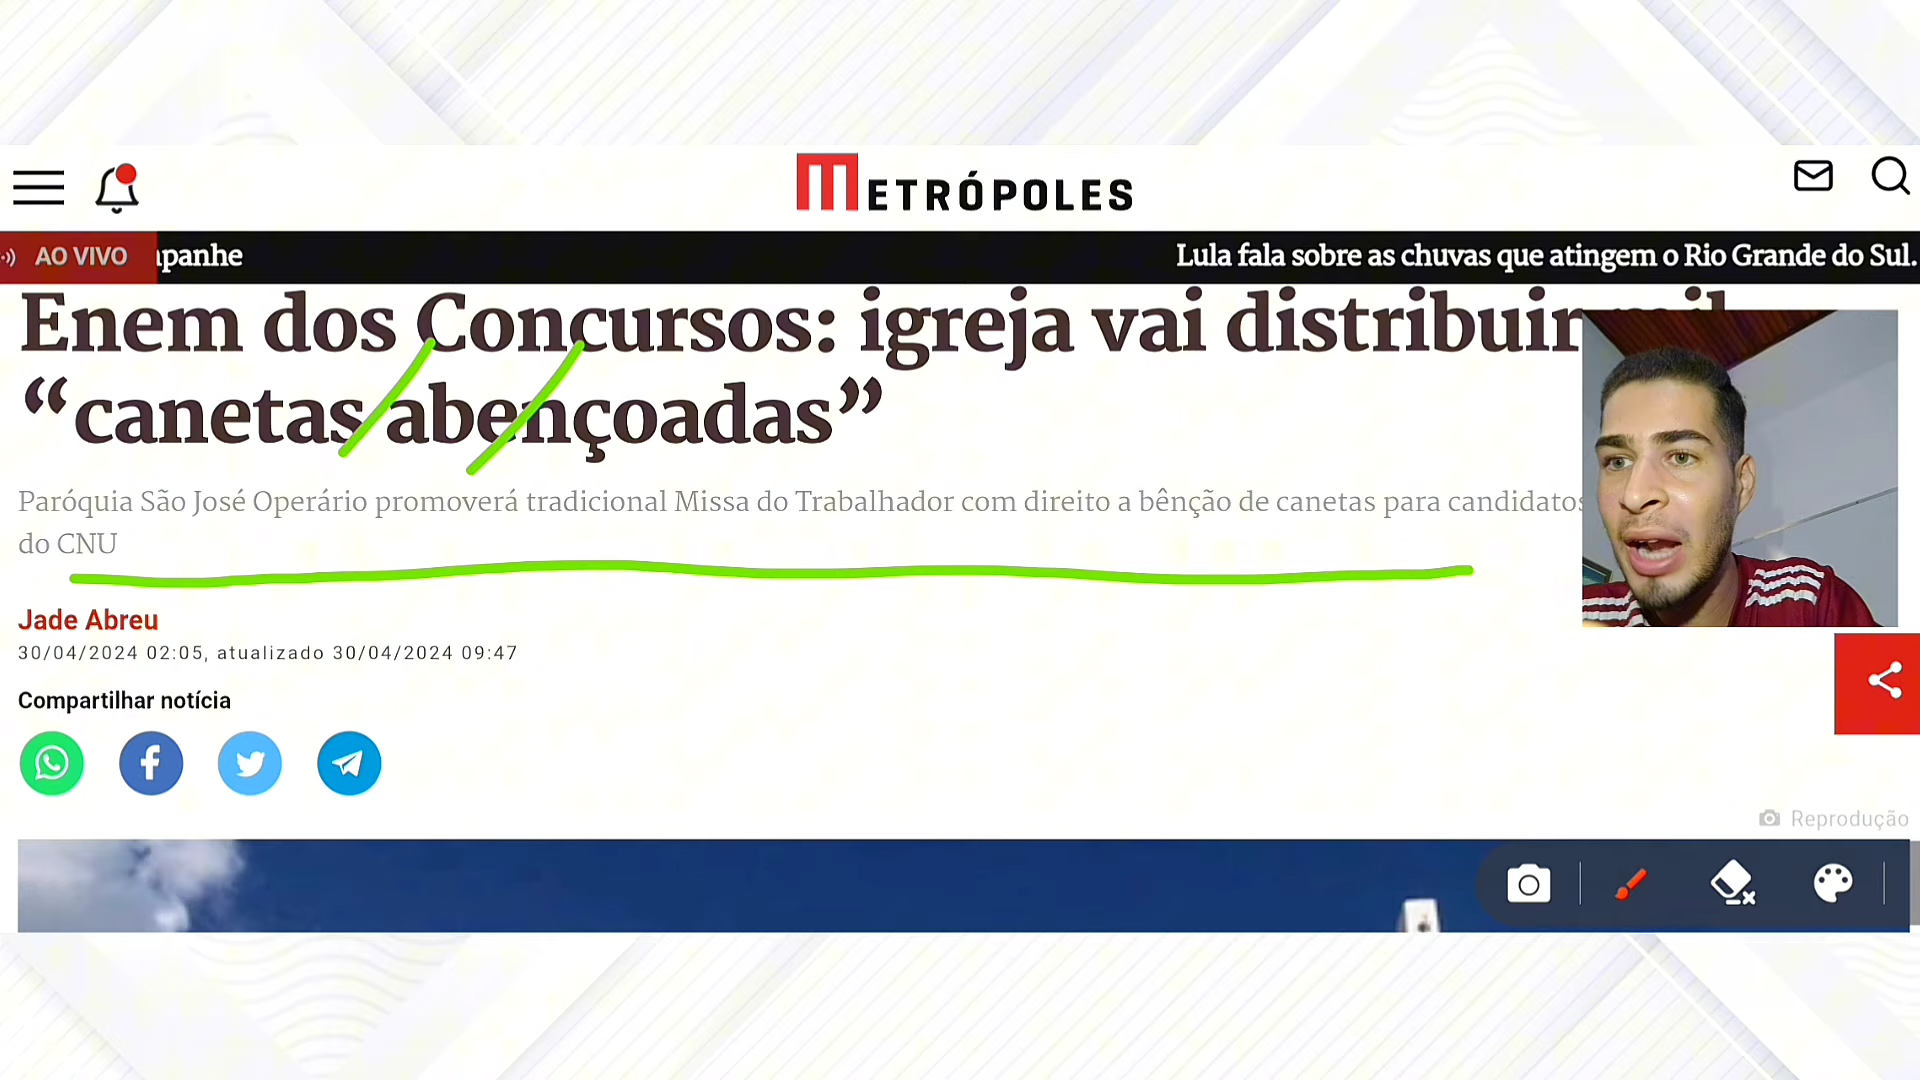 METRÓPOLES
AO VIVO
panhe
Lula fala sobre as chuvas que atingem o Rio Grande do Sul.
Enem dos Concursos: igreja vai distribuir
“canetas abençoadas”
Paróquia São José Operário promoverá tradicional Missa do Trabalhador com direito a bênção de canetas para candidatos
do CNU
Jade Abreu
30/04/2024 02:05, atualizado 30/04/2024 09:47
Compartilhar notícia
Reprodução